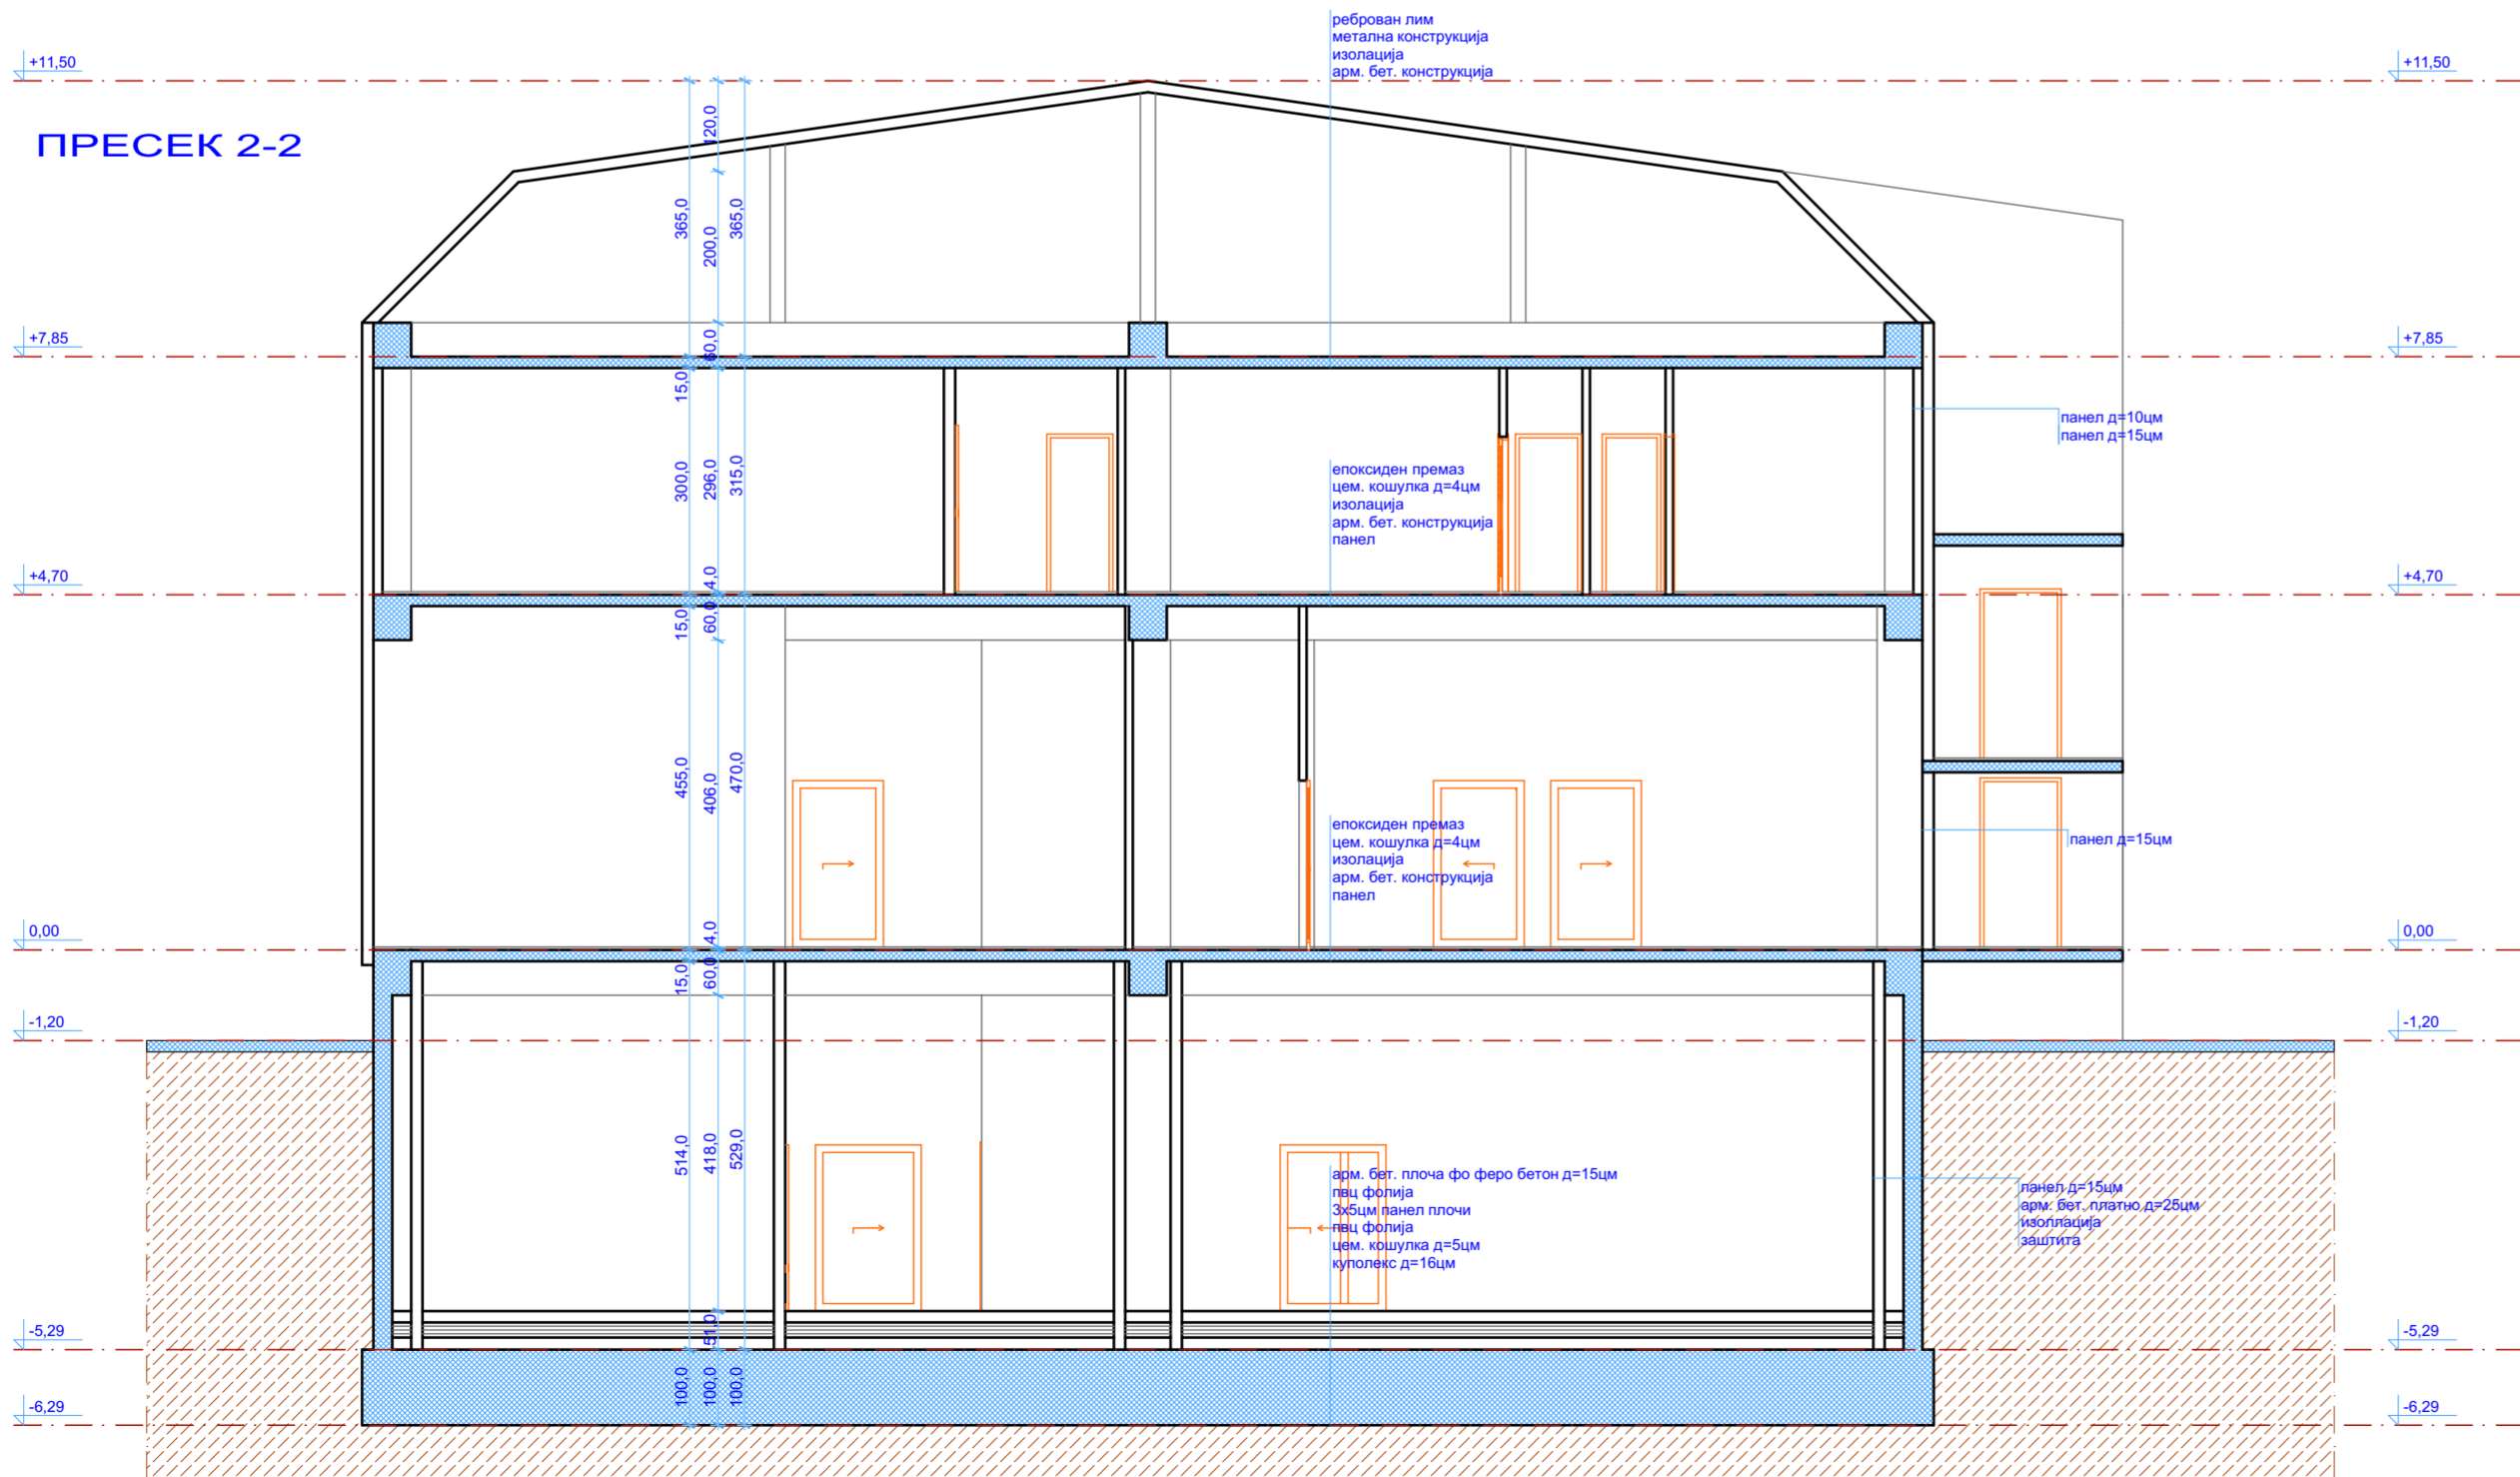 реброван лим
метална конструкција
изолација
арм. бет. конструкција
+11,50
+11,50
ПРЕСЕК 2-2
120,0
365,0
200,0
365,0
+7,85
60,0
+7,85
15,0
панел д=10цм
панел д=15цм
300,0
296,0
315,0
епоксиден премаз
цем. кошулка д=4цм
изолација
арм. бет. конструкција
панел
+4,70
4,0
+4,70
15,0
60,0
455,0
406,0
470,0
епоксиден премаз
цем. кошулка д=4цм
изолација
арм. бет. конструкција
панел
панел д=15цм
0,00
4,0
0,00
15,0
60,0
-1,20
-1,20
514,0
418,0
529,0
арм. бет. плоча фо феро бетон д=15цм
пвц фолија
3х5цм панел плочи
пвц фолија
цем. кошулка д=5цм
куполекс д=16цм
панел д=15цм
арм. бет. платно д=25цм
изоллација
заштита
-5,29
51,0
-5,29
100,0
100,0
100,0
-6,29
-6,29